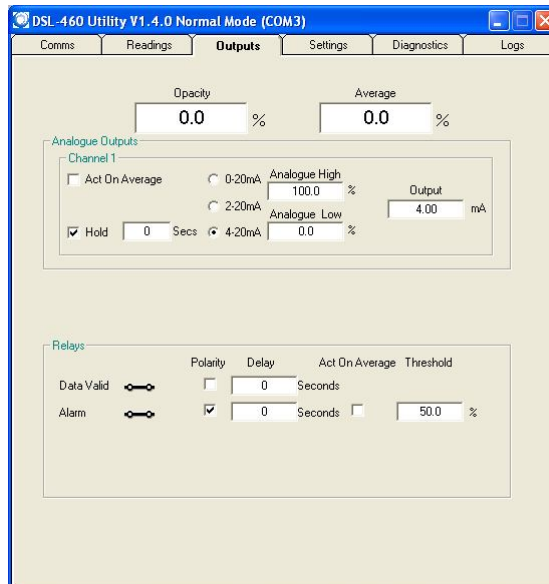 DSL-460 Utility V1.4.0 Normal Mode (COM3)
Comms Readings Outputs Settings Diagnostics Logs
Opacity Average
0.0 % 0.0 %
Analogue Outputs
Channel 1
Act On Average 0-20mA Analogue High
100.0 % Output
2-20mA Analogue Low 4.00 mA
Hold 0 Secs 4-20mA 0.0 %
Relays
Polarity Delay Act On Average Threshold
Data Valid 0 Seconds
Alarm 0 Seconds 50.0 %